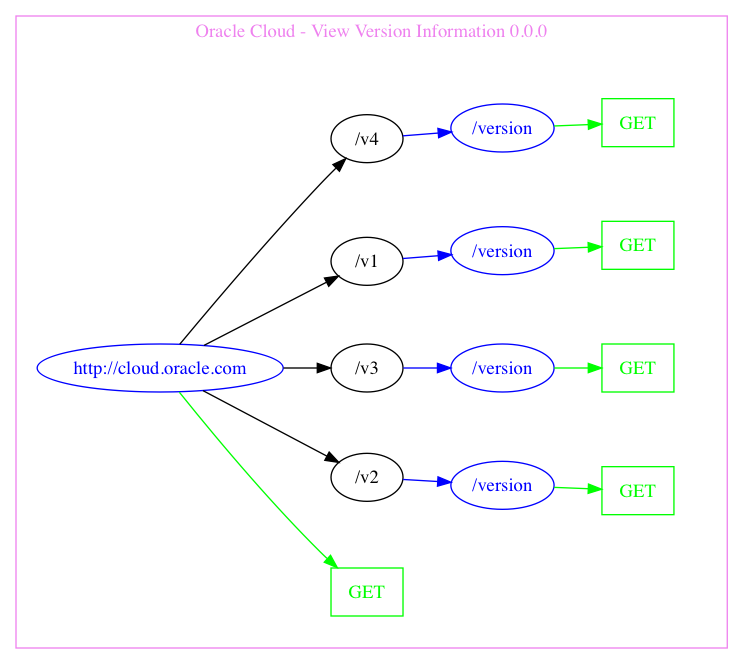 Oracle Cloud - View Version Information 0.0.0
/v4
/version
GET
/v1
/version
GET
http://cloud.oracle.com
/v3
/version
GET
/v2
/version
GET
GET